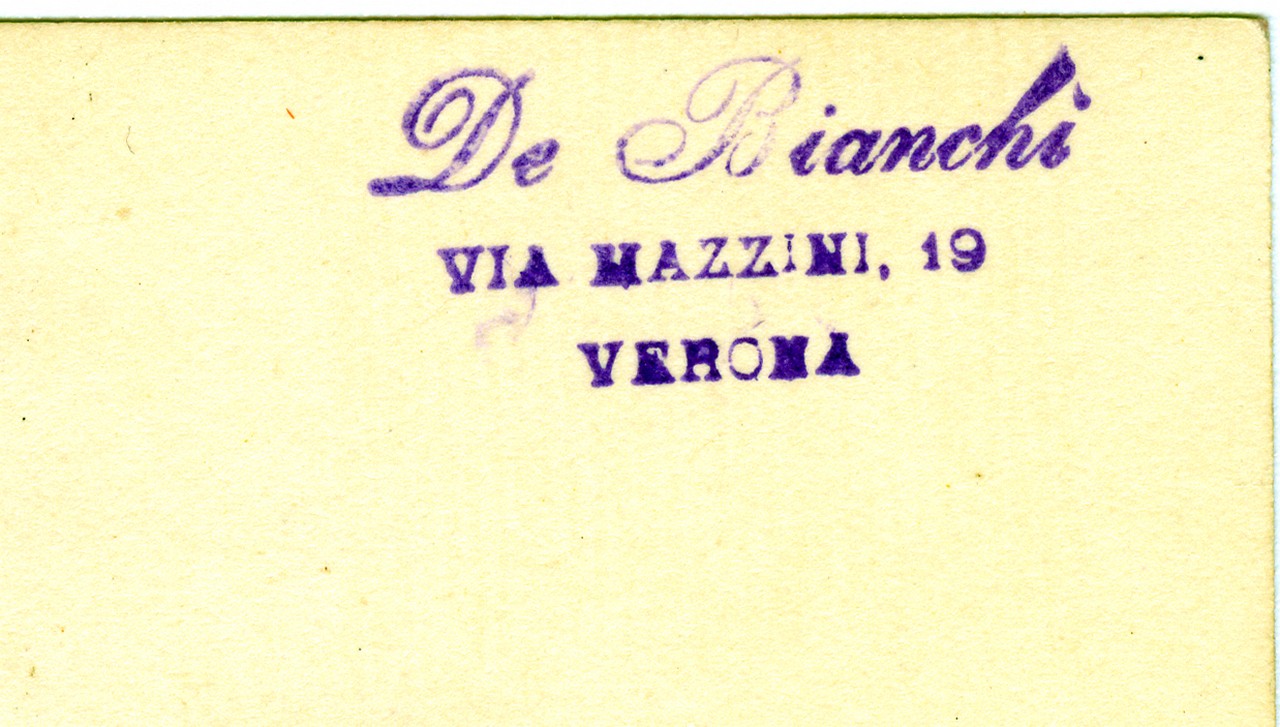 De Bianchi
VIA MAZZINI, 19
VERONA